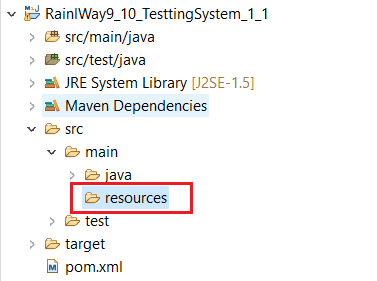 RainlWay9_10_TesttingSystem_1_1
src/main/java
src/test/java
JRE System Library [J2SE-1.5]
Maven Dependencies
src
main
java
resources
test
target
pom.xml